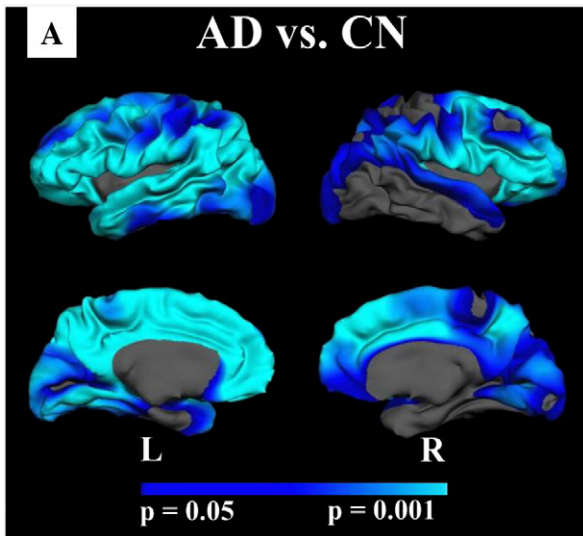 A
AD vs. CN
L
R
p = 0.05
p = 0.001